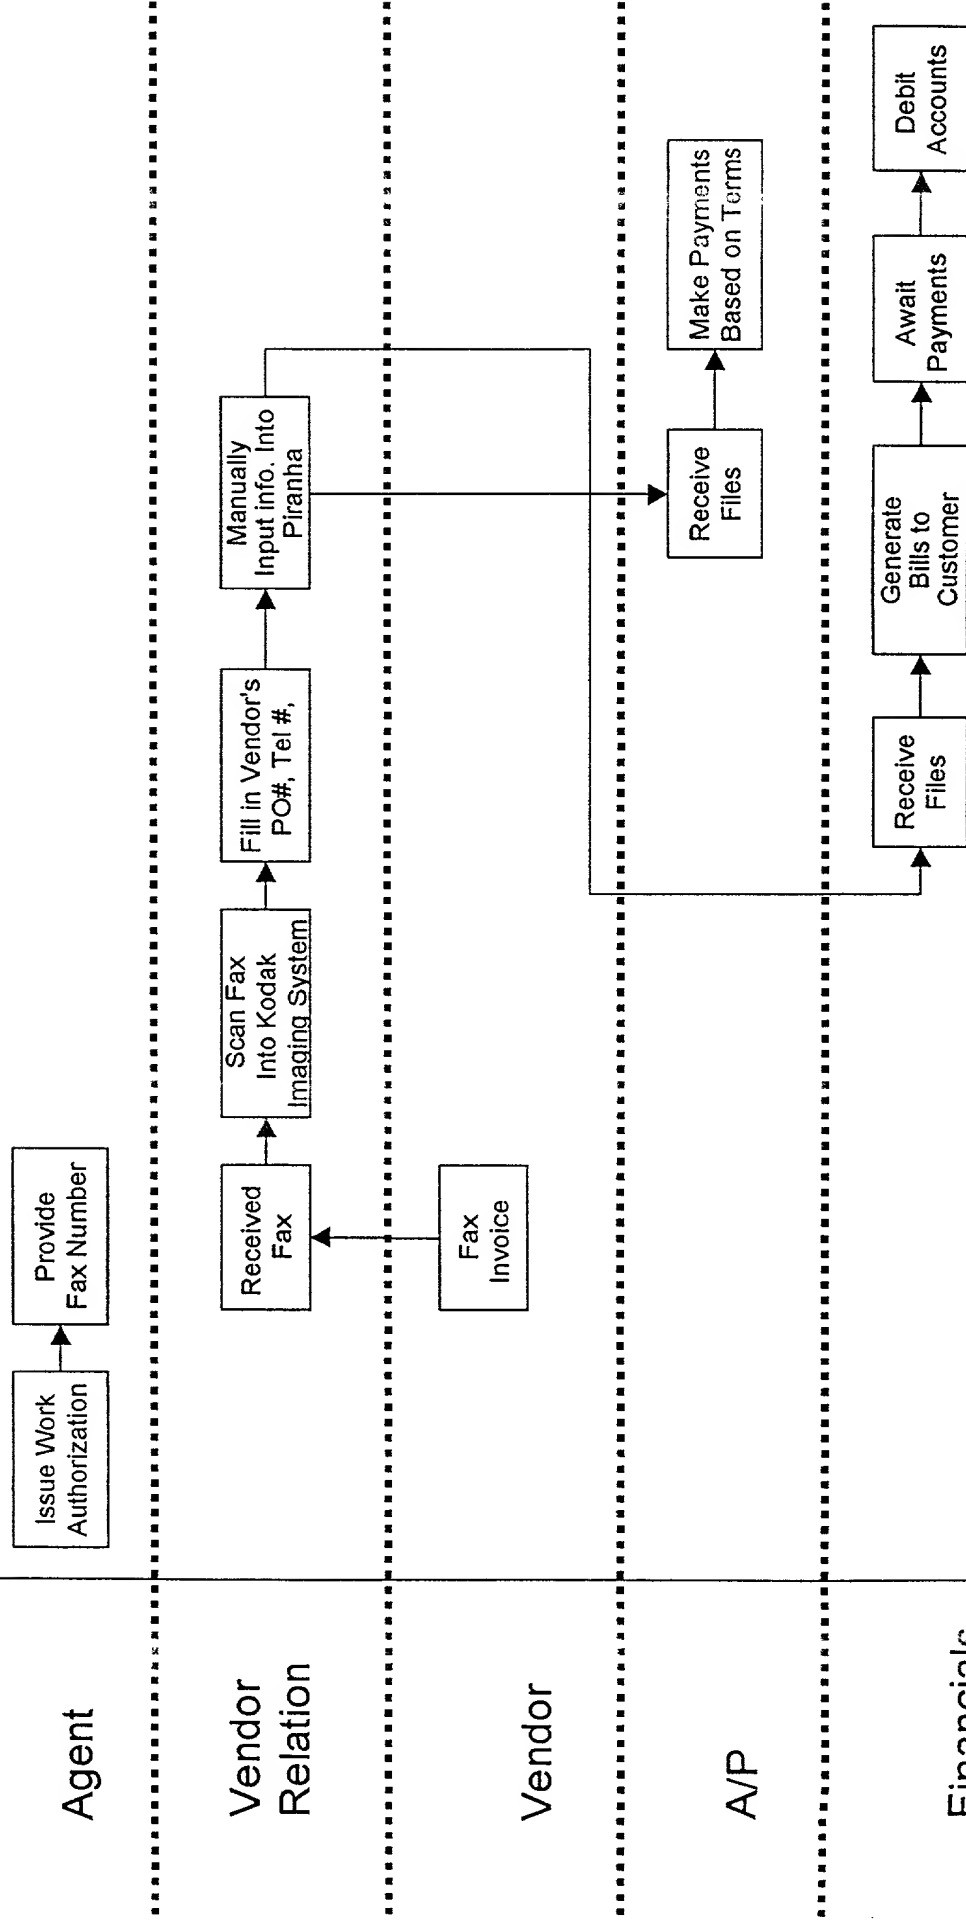 Agent
Issue Work
Authorization
Provide
Fax Number
Vendor
Relation
Received
Fax
Scan Fax
Into Kodak
Imaging System
Fill in Vendor's
PO#, Tel #,
Manually
Input info. Into
Piranha
Vendor
Fax
Invoice
A/P
Receive
Files
Make Payments
Based on Terms
Financials
Receive
Files
Generate
Bills to
Customer
Await
Payments
Debit
Accounts